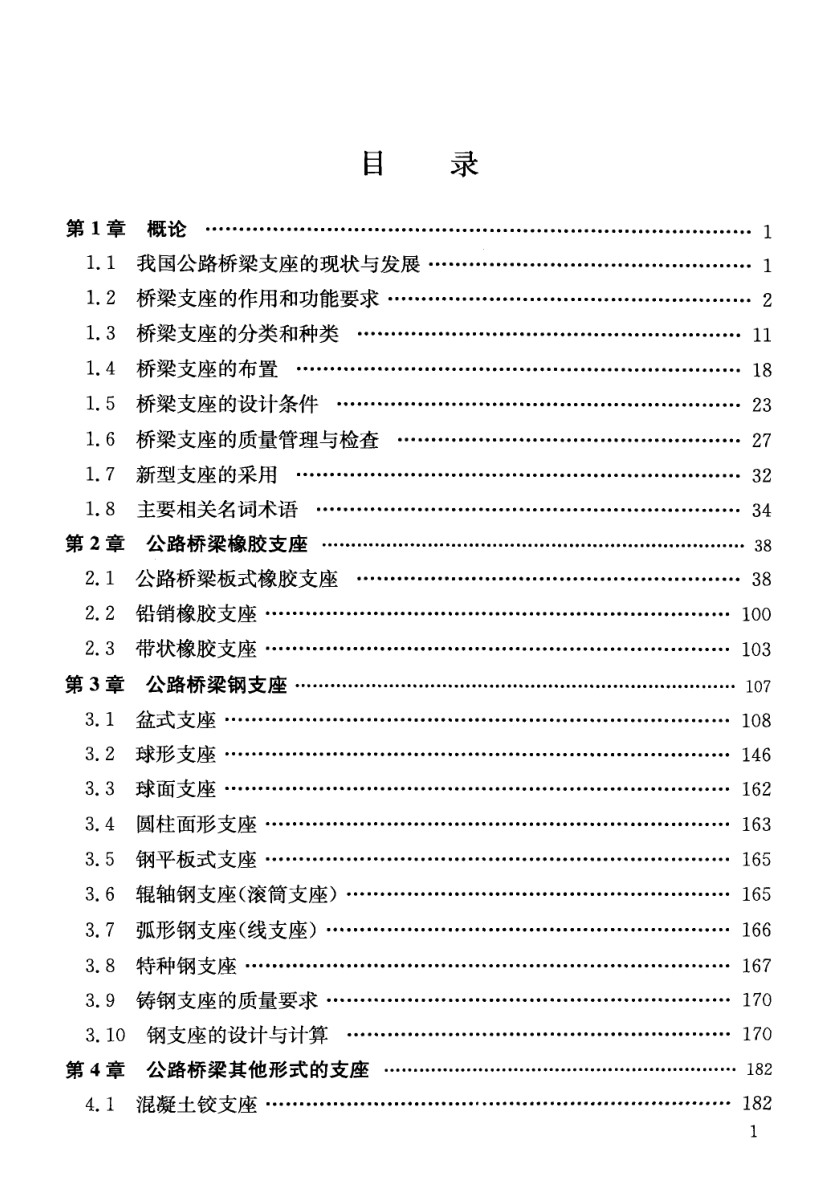 目 录
第1章 概论 …… 1
1.1 我国公路桥梁支座的现状与发展 …… 1
1.2 桥梁支座的作用和功能要求 …… 2
1.3 桥梁支座的分类和种类 …… 11
1.4 桥梁支座的布置 …… 18
1.5 桥梁支座的设计条件 …… 23
1.6 桥梁支座的质量管理与检查 …… 27
1.7 新型支座的采用 …… 32
1.8 主要相关名词术语 …… 34
第2章 公路桥梁橡胶支座 …… 38
2.1 公路桥梁板式橡胶支座 …… 38
2.2 铅销橡胶支座 …… 100
2.3 带状橡胶支座 …… 103
第3章 公路桥梁钢支座 …… 107
3.1 盆式支座 …… 108
3.2 球形支座 …… 146
3.3 球面支座 …… 162
3.4 圆柱面形支座 …… 163
3.5 钢平板式支座 …… 165
3.6 辊轴钢支座(滚筒支座) …… 165
3.7 弧形钢支座(线支座) …… 166
3.8 特种钢支座 …… 167
3.9 铸钢支座的质量要求 …… 170
3.10 钢支座的设计与计算 …… 170
第4章 公路桥梁其他形式的支座 …… 182
4.1 混凝土铰支座 …… 182
1